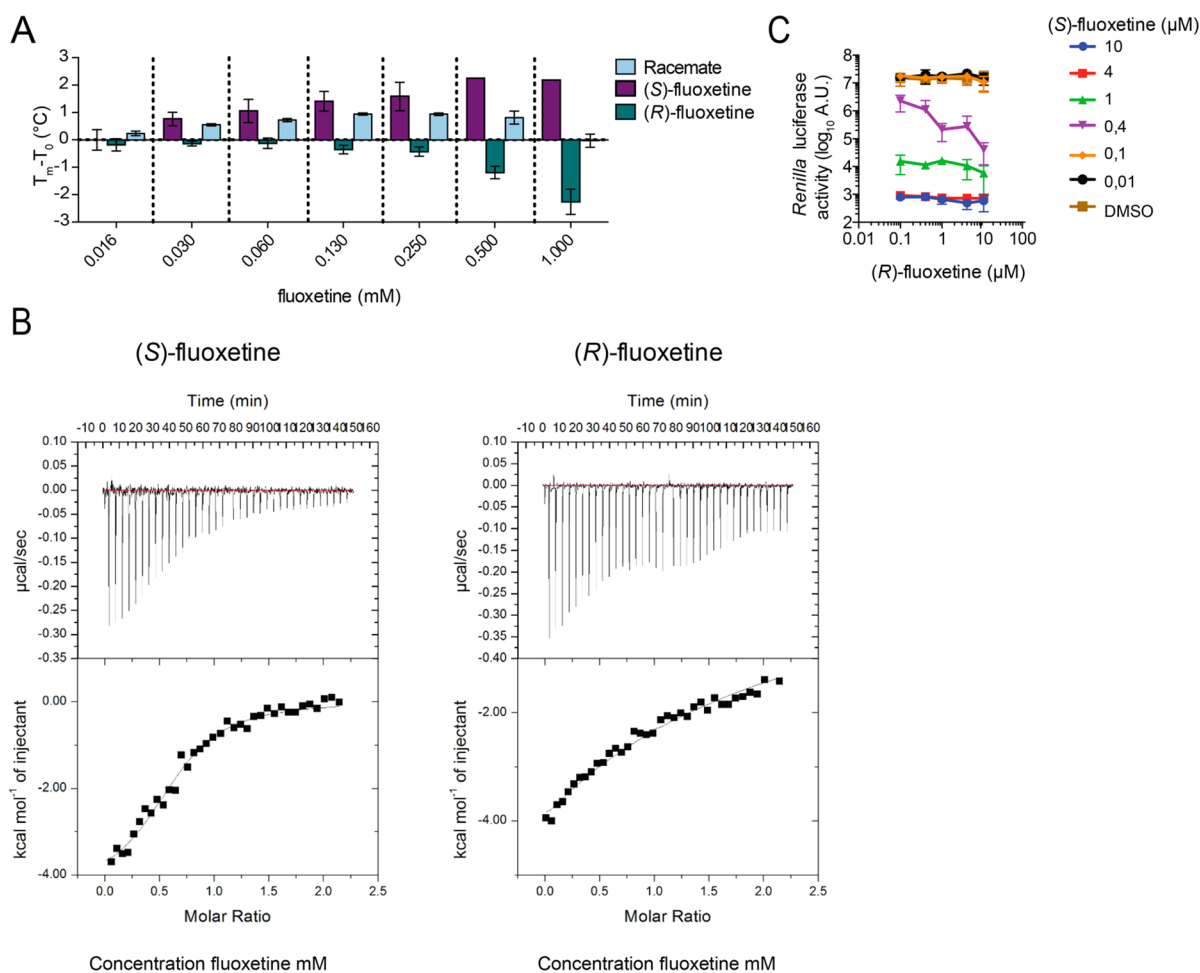 A
Tm-T0 (°C)
3
2
1
0
-1
-2
-3
0.016
0.030
0.060
0.130
0.250
0.500
1.000
fluoxetine (mM)
Racemate
(S)-fluoxetine
(R)-fluoxetine
C
Renilla luciferase
activity (log10 A.U.)
8
7
6
5
4
3
2
0.01 0.1 1 10 100
(R)-fluoxetine (µM)
(S)-fluoxetine (µM)
10
4
1
0,4
0,1
0,01
DMSO
B
(S)-fluoxetine
Time (min)
-10 0 10 20 30 40 50 60 70 80 90 100 110 120 130 140 150 160
µcal/sec
0.10
0.05
0.00
-0.05
-0.10
-0.15
-0.20
-0.25
-0.30
-0.35
kcal mol-1 of injectant
0.00
-2.00
-4.00
0.0 0.5 1.0 1.5 2.0 2.5
Molar Ratio
Concentration fluoxetine mM
(R)-fluoxetine
Time (min)
-10 0 10 20 30 40 50 60 70 80 90 100 110 120 130 140 150 160
µcal/sec
0.10
0.05
0.00
-0.05
-0.10
-0.15
-0.20
-0.25
-0.30
-0.35
-0.40
kcal mol-1 of injectant
-2.00
-4.00
0.0 0.5 1.0 1.5 2.0 2.5
Molar Ratio
Concentration fluoxetine mM